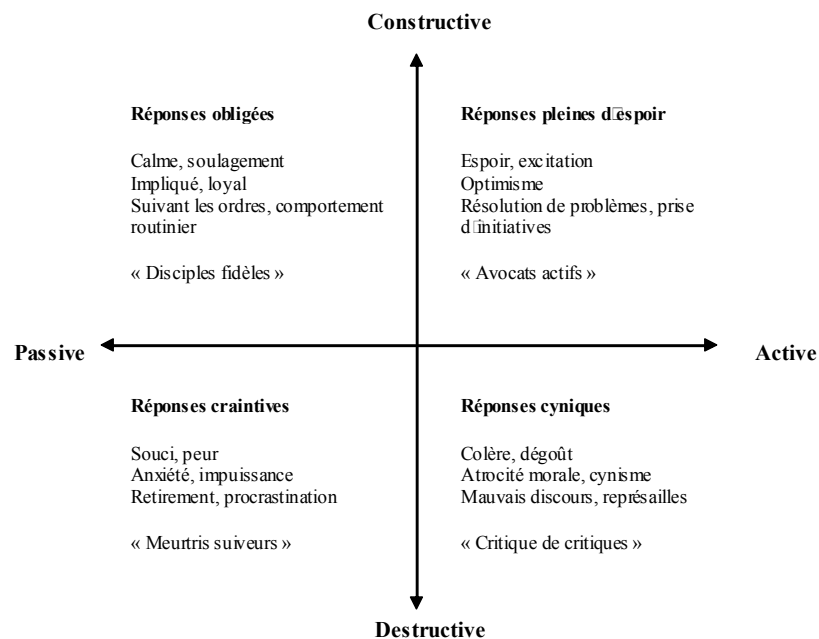 Constructive
Réponses obligées
Calme, soulagement
Impliqué, loyal
Suivant les ordres, comportement
routinier
« Disciples fidèles »
Réponses pleines d□espoir
Espoir, excitation
Optimisme
Résolution de problèmes, prise
d□initiatives
« Avocats actifs »
Passive
Active
Réponses craintives
Souci, peur
Anxiété, impuissance
Retirement, procrastination
« Meurtris suiveurs »
Réponses cyniques
Colère, dégoût
Atrocité morale, cynisme
Mauvais discours, représailles
« Critique de critiques »
Destructive